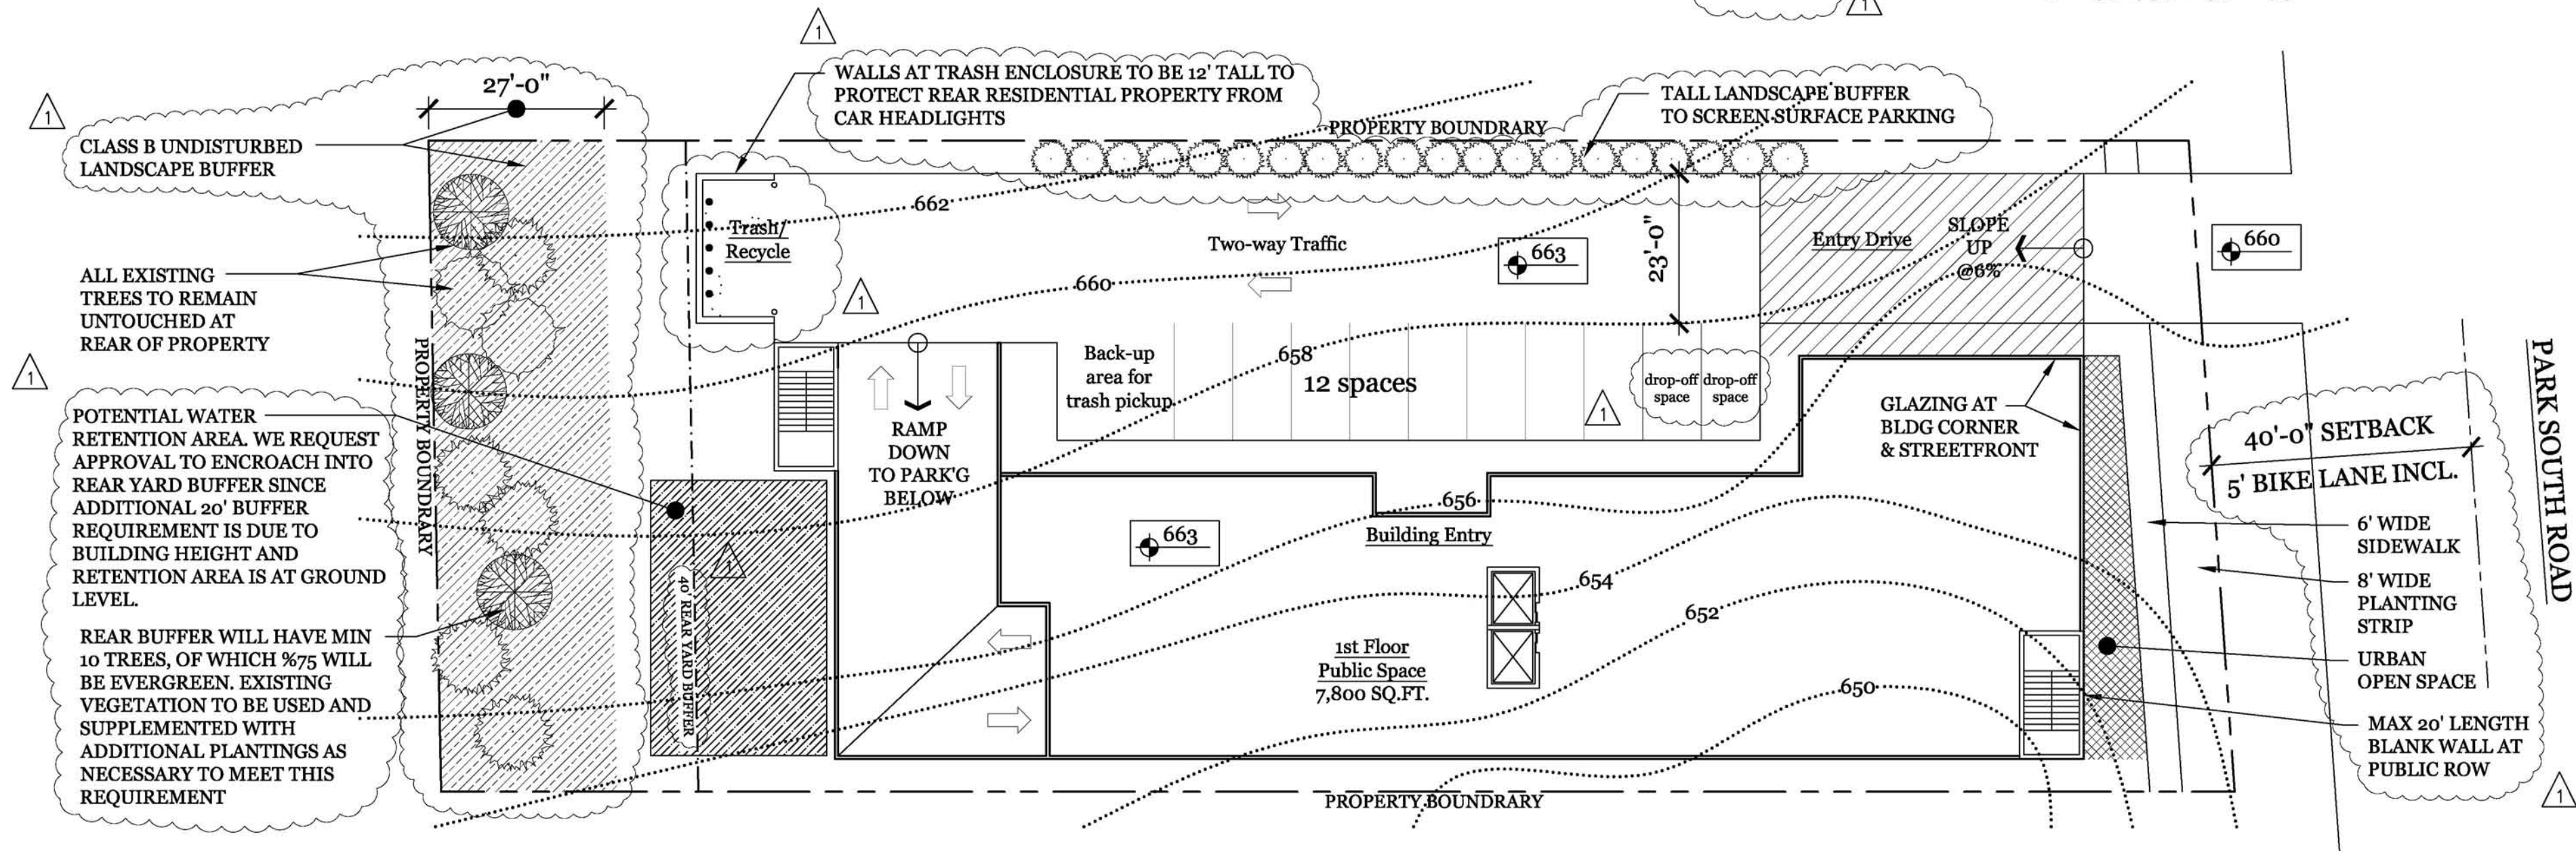 1
1
27'-0"
1
CLASS B UNDISTURBED
LANDSCAPE BUFFER
WALLS AT TRASH ENCLOSURE TO BE 12' TALL TO
PROTECT REAR RESIDENTIAL PROPERTY FROM
CAR HEADLIGHTS
PROPERTY BOUNDRARY
TALL LANDSCAPE BUFFER
TO SCREEN SURFACE PARKING
ALL EXISTING
TREES TO REMAIN
UNTOUCHED AT
REAR OF PROPERTY
1
PROPERTY BOUNDRARY
POTENTIAL WATER
RETENTION AREA. WE REQUEST
APPROVAL TO ENCROACH INTO
REAR YARD BUFFER SINCE
ADDITIONAL 20' BUFFER
REQUIREMENT IS DUE TO
BUILDING HEIGHT AND
RETENTION AREA IS AT GROUND
LEVEL.
REAR BUFFER WILL HAVE MIN
10 TREES, OF WHICH %75 WILL
BE EVERGREEN. EXISTING
VEGETATION TO BE USED AND
SUPPLEMENTED WITH
ADDITIONAL PLANTINGS AS
NECESSARY TO MEET THIS
REQUIREMENT
Trash/
Recycle
1
662
660
658
656
654
652
650
Two-way Traffic
663
23'-0"
Entry Drive
SLOPE
UP
@6%
660
Back-up
area for
trash pickup
12 spaces
1
drop-off
space
drop-off
space
RAMP
DOWN
TO PARK'G
BELOW
1
40' REAR YARD BUFFER
663
Building Entry
1st Floor
Public Space
7,800 SQ.FT.
GLAZING AT
BLDG CORNER
& STREETFRONT
40'-0" SETBACK
5' BIKE LANE INCL.
PARK SOUTH ROAD
6' WIDE
SIDEWALK
8' WIDE
PLANTING
STRIP
URBAN
OPEN SPACE
MAX 20' LENGTH
BLANK WALL AT
PUBLIC ROW
1
PROPERTY BOUNDRARY